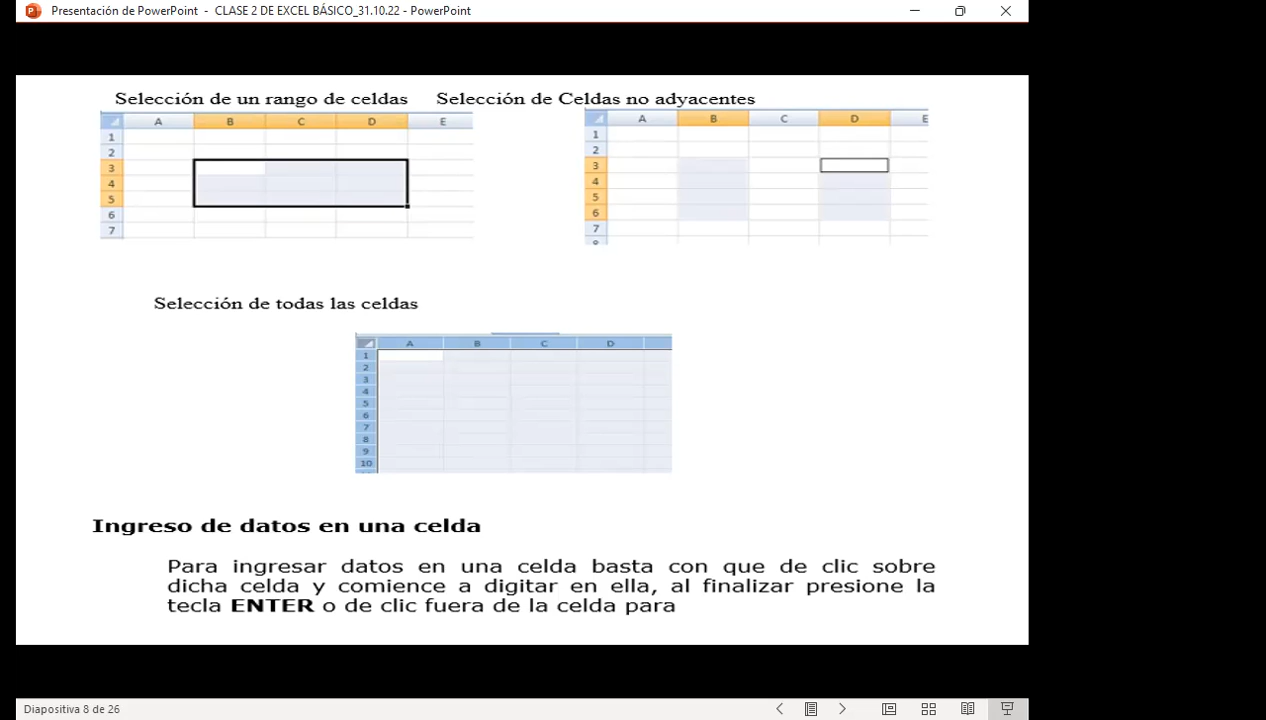 Presentación de PowerPoint - CLASE 2 DE EXCEL BÁSICO_31.10.22 - PowerPoint
Selección de un rango de celdas
A B C D E
1
2
3
4
5
6
7
Selección de Celdas no adyacentes
A B C D E
1
2
3
4
5
6
7
8
Selección de todas las celdas
A B C D
1
2
3
4
5
6
7
8
9
10
Ingreso de datos en una celda
Para ingresar datos en una celda basta con que de clic sobre
dicha celda y comience a digitar en ella, al finalizar presione la
tecla ENTER o de clic fuera de la celda para
Diapositiva 8 de 26